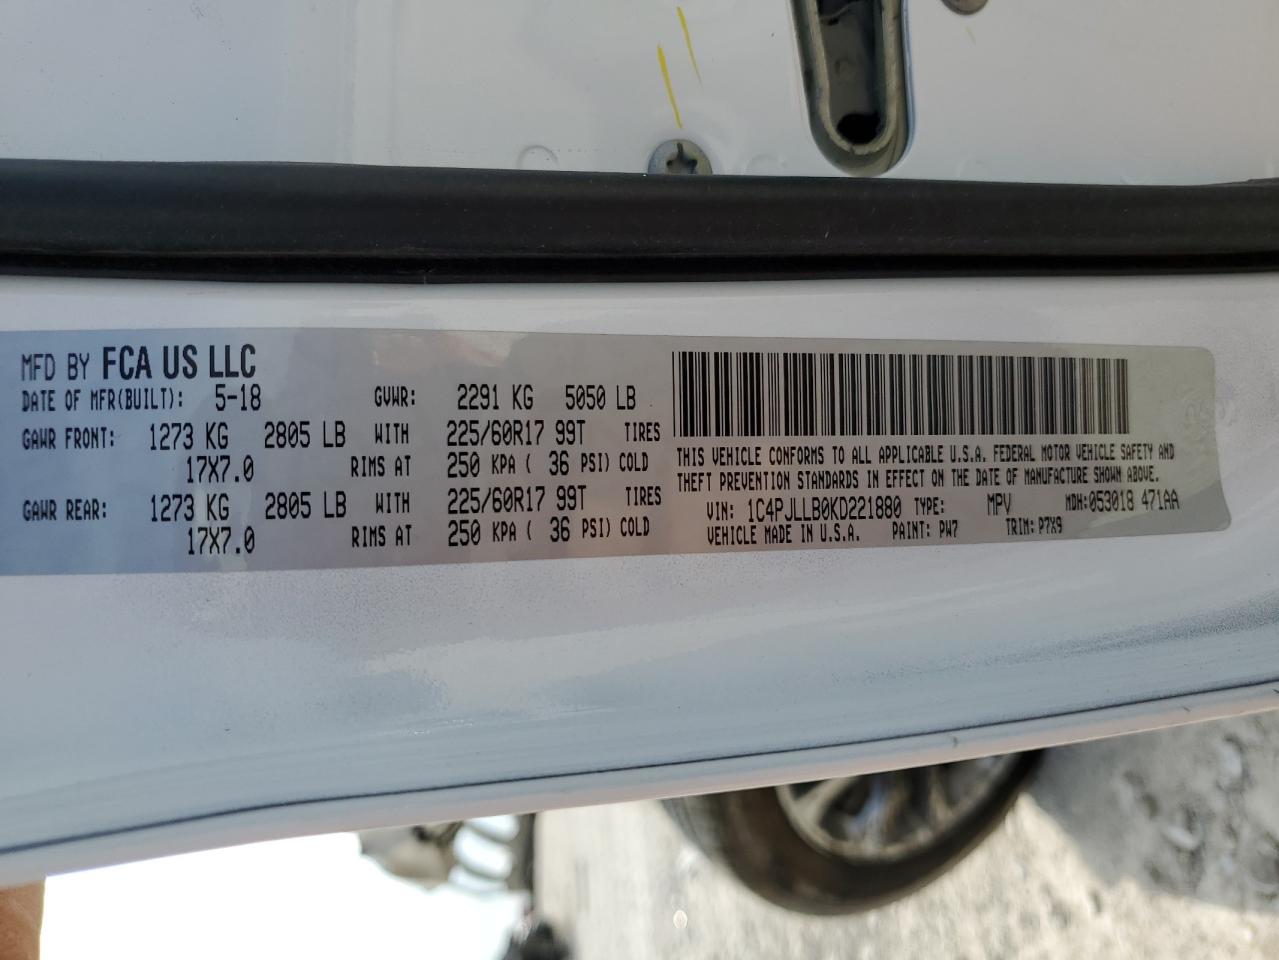 MFD BY FCA US LLC
DATE OF MFR(BUILT): 5-18 GVWR: 2291 KG 5050 LB
GAWR FRONT: 1273 KG 2805 LB WITH 225/60R17 99T TIRES
17X7.0 RIMS AT 250 KPA ( 36 PSI) COLD
GAWR REAR: 1273 KG 2805 LB WITH 225/60R17 99T TIRES
17X7.0 RIMS AT 250 KPA ( 36 PSI) COLD
THIS VEHICLE CONFORMS TO ALL APPLICABLE U.S.A. FEDERAL MOTOR VEHICLE SAFETY AND
THEFT PREVENTION STANDARDS IN EFFECT ON THE DATE OF MANUFACTURE SHOWN ABOVE.
VIN: 1C4PJLLB0KD221880 TYPE: MPV MDH:053018 471AA
VEHICLE MADE IN U.S.A. PAINT: PW7 TRIM: P7X9